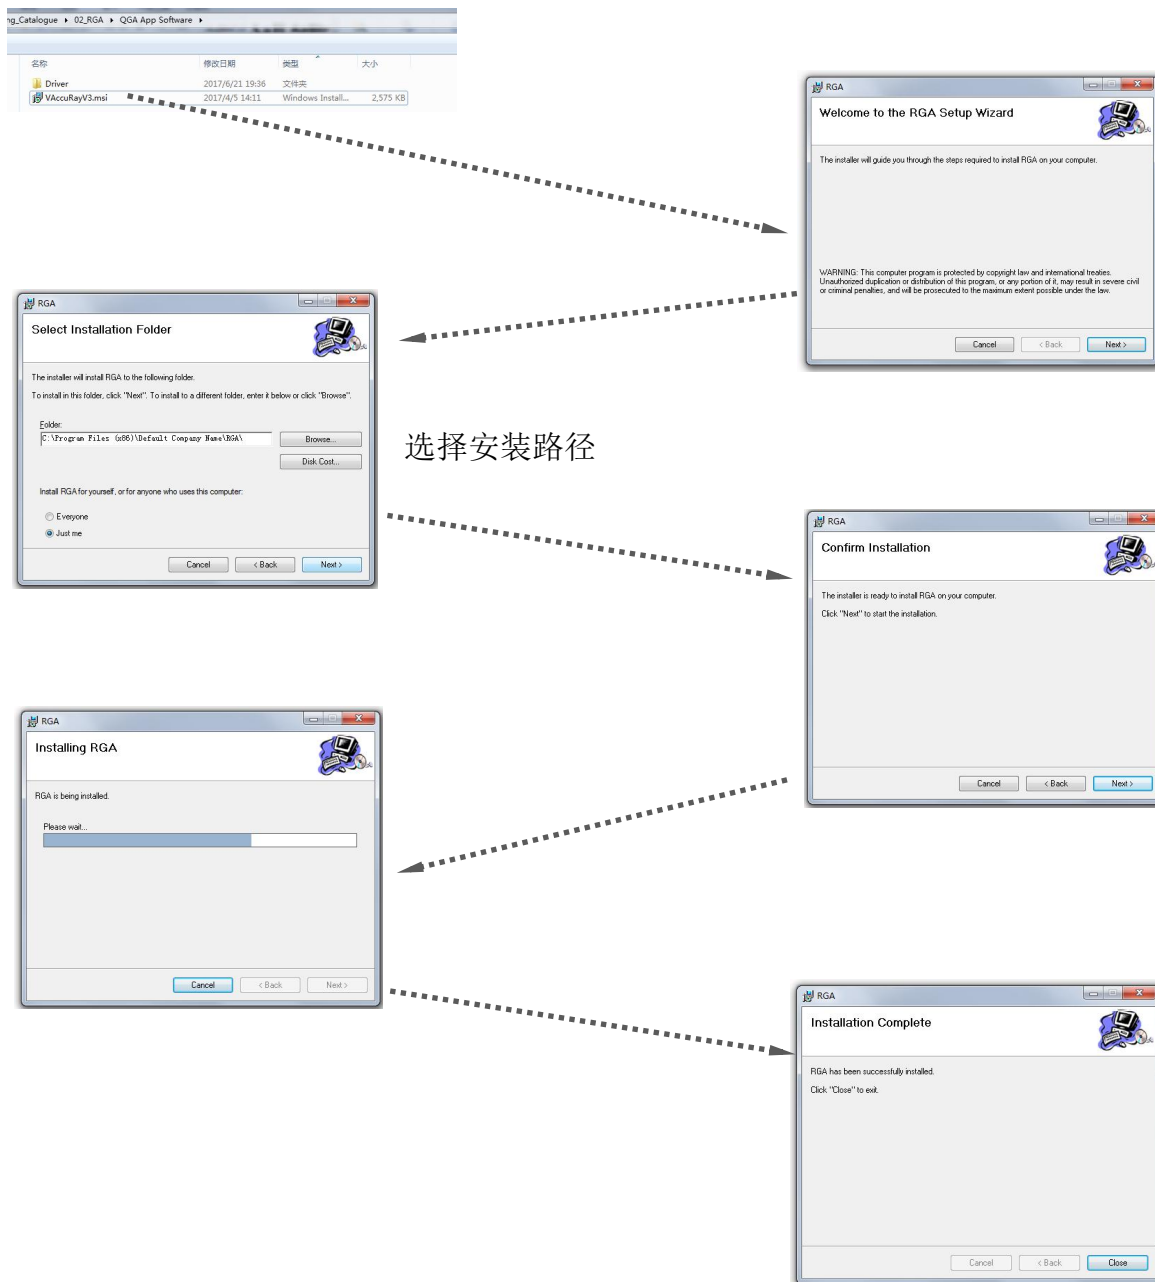 ng_Catalogue ▸ 02_RGA ▸ QGA App Software ▸
名称 修改日期 类型 大小
Driver 2017/6/21 19:36 文件夹
VAccuRayV3.msi 2017/4/5 14:11 Windows Install... 2,575 KB
RGA
Welcome to the RGA Setup Wizard
The installer will guide you through the steps required to install RGA on your computer.
WARNING: This computer program is protected by copyright law and international treaties.
Unauthorized duplication or distribution of this program, or any portion of it, may result in severe civil
or criminal penalties, and will be prosecuted to the maximum extent possible under the law.
Cancel < Back Next >
RGA
Select Installation Folder
The installer will install RGA to the following folder.
To install in this folder, click "Next". To install to a different folder, enter it below or click "Browse".
Folder:
C:\Program Files (x86)\Default Company Name\RGA\ Browse...
Disk Cost...
Install RGA for yourself, or for anyone who uses this computer:
Everyone
Just me
Cancel < Back Next >
选择安装路径
RGA
Confirm Installation
The installer is ready to install RGA on your computer.
Click "Next" to start the installation.
Cancel < Back Next >
RGA
Installing RGA
RGA is being installed.
Please wait...
Cancel < Back Next >
RGA
Installation Complete
RGA has been successfully installed.
Click "Close" to exit.
Cancel < Back Close